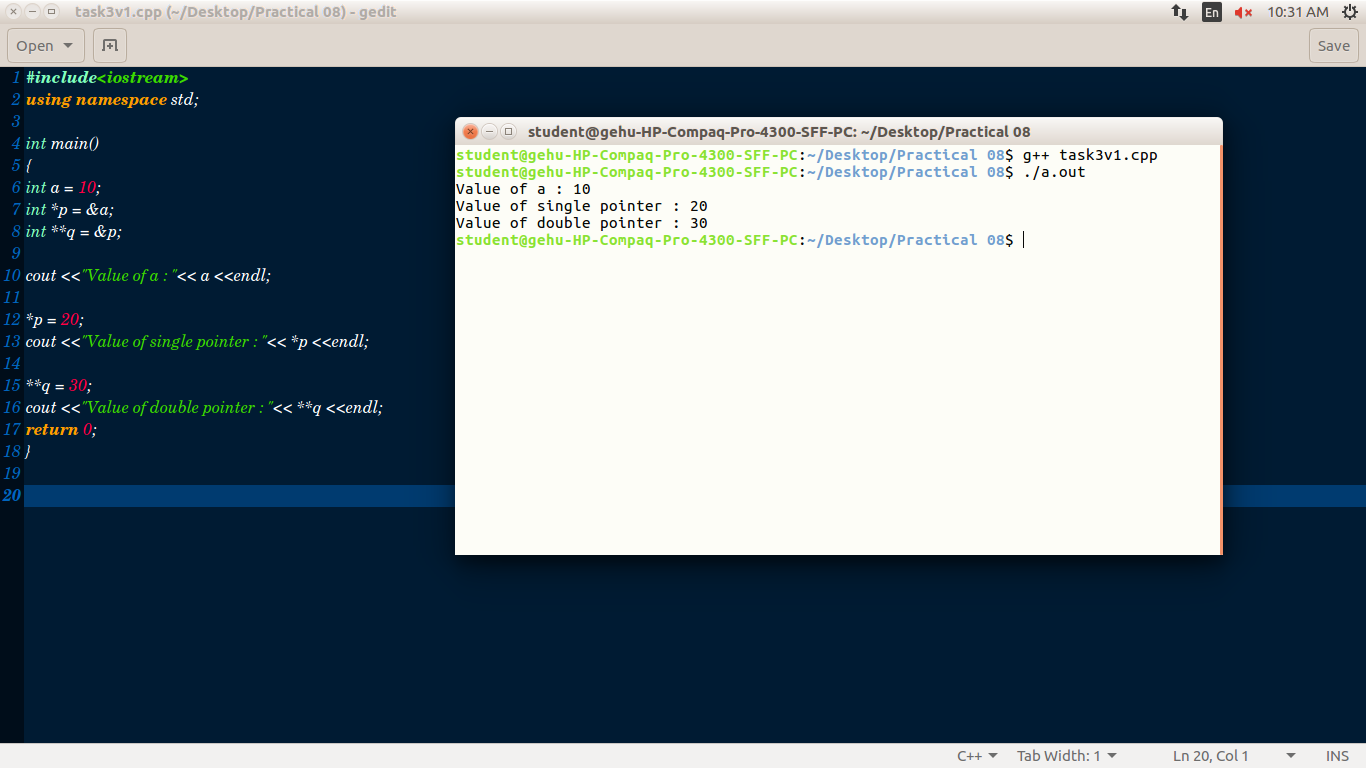 task3v1.cpp (~/Desktop/Practical 08) - gedit
En
10:31 AM
Open
Save
1 #include<iostream>
2 using namespace std;
3
4 int main()
5 {
6 int a = 10;
7 int *p = &a;
8 int **q = &p;
9
10 cout <<"Value of a : "<< a <<endl;
11
12 *p = 20;
13 cout <<"Value of single pointer : "<< *p <<endl;
14
15 **q = 30;
16 cout <<"Value of double pointer : "<< **q <<endl;
17 return 0;
18 }
19
20
student@gehu-HP-Compaq-Pro-4300-SFF-PC: ~/Desktop/Practical 08
student@gehu-HP-Compaq-Pro-4300-SFF-PC:~/Desktop/Practical 08$ g++ task3v1.cpp
student@gehu-HP-Compaq-Pro-4300-SFF-PC:~/Desktop/Practical 08$ ./a.out
Value of a : 10
Value of single pointer : 20
Value of double pointer : 30
student@gehu-HP-Compaq-Pro-4300-SFF-PC:~/Desktop/Practical 08$
C++ Tab Width: 1 Ln 20, Col 1 INS